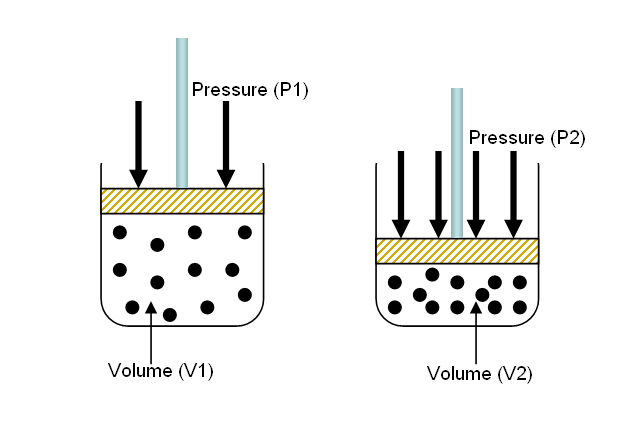 Pressure (P1)
Pressure (P2)
Volume (V1)
Volume (V2)